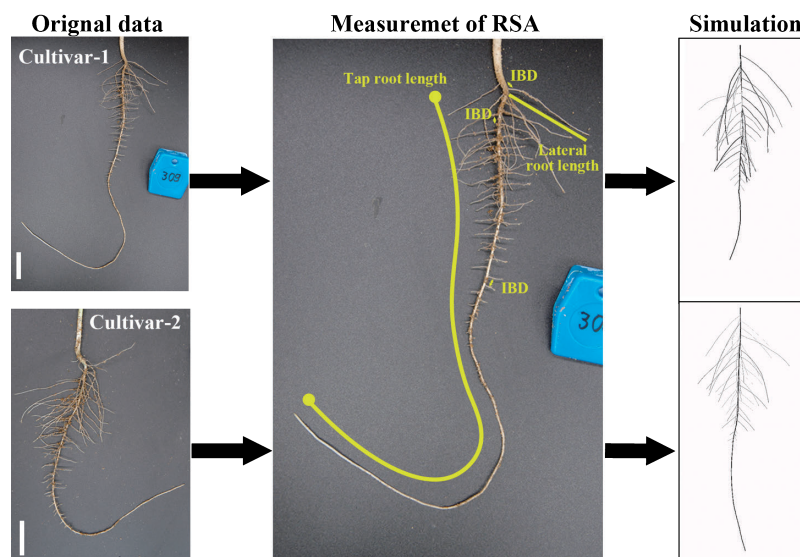 Orignal data
Measuremet of RSA
Simulation
Cultivar-1
309
Tap root length
IBD
IBD
Lateral
root length
IBD
30
Cultivar-2